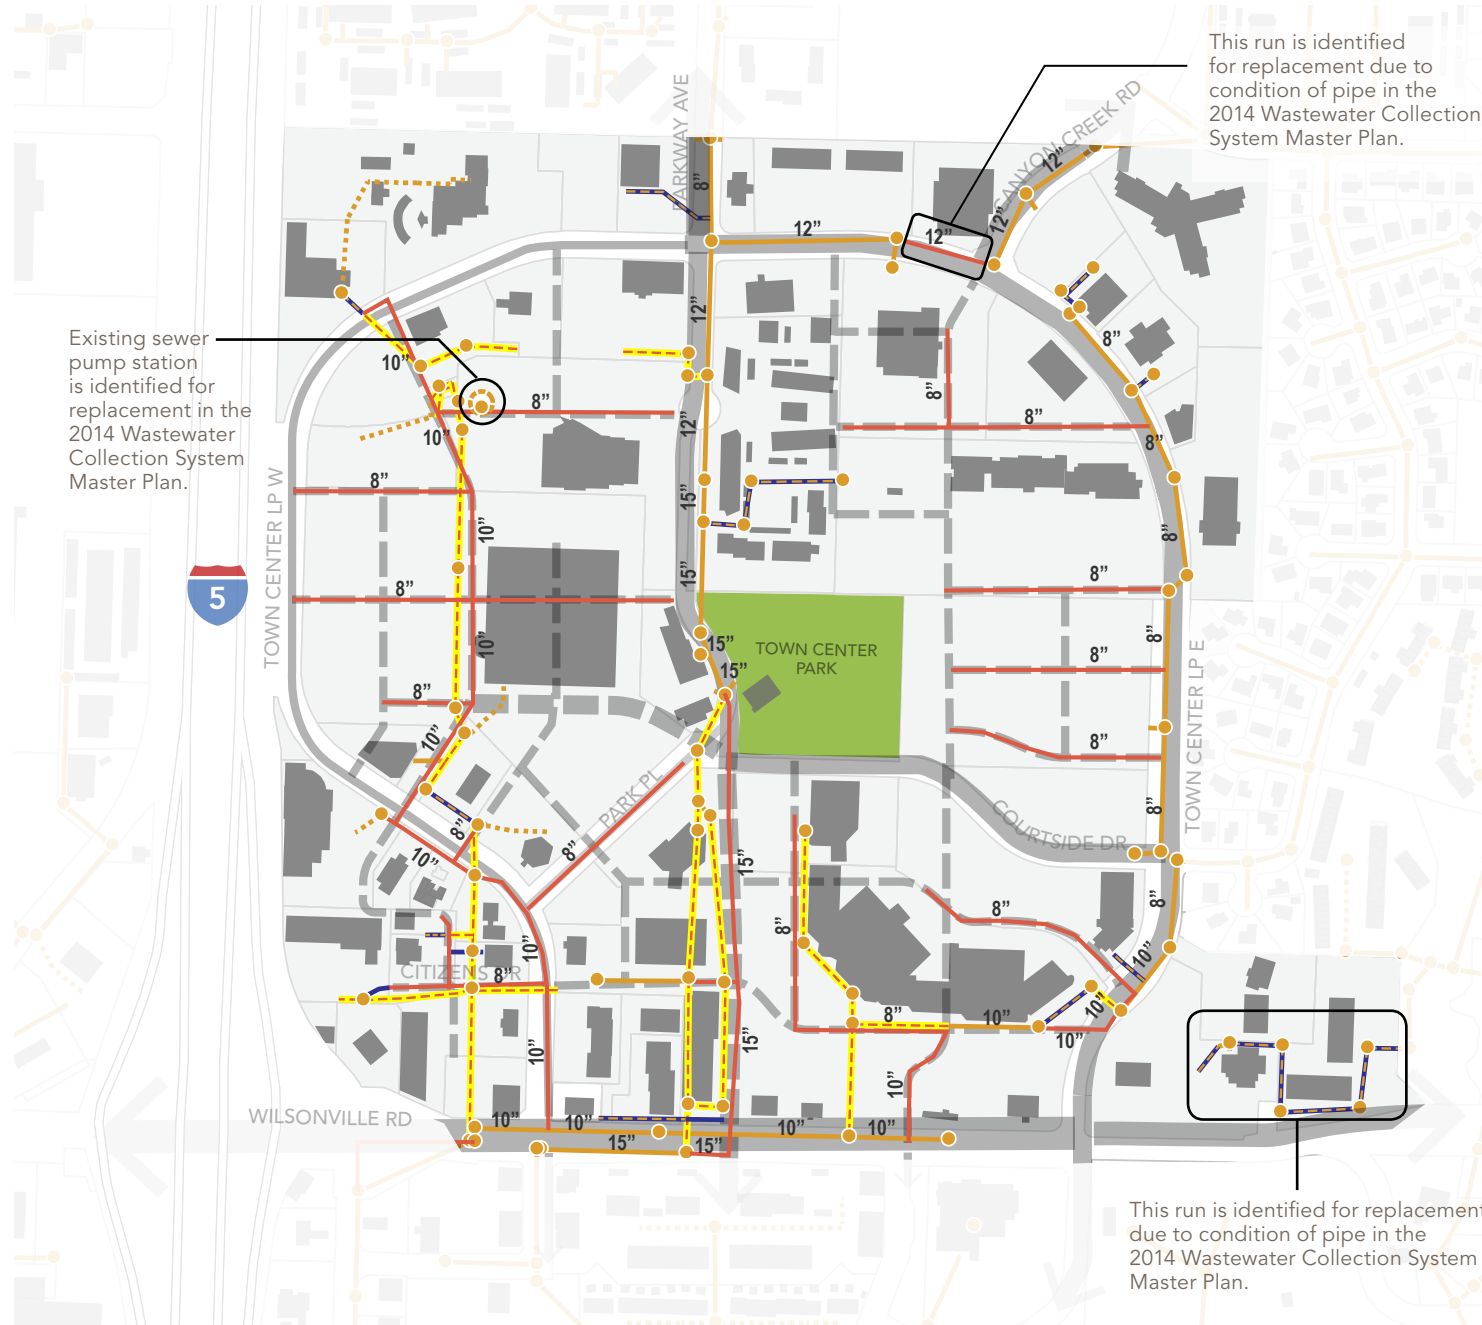 This run is identified
for replacement due to
condition of pipe in the
2014 Wastewater Collection
System Master Plan.
PARKWAY AVE
CANYON CREEK RD
12”
8”
12”
12”
12”
12”
Existing sewer
pump station
is identified for
replacement in the
2014 Wastewater
Collection System
Master Plan.
10”
8”
8”
8”
10”
12”
8”
8”
8”
15”
10”
8”
TOWN CENTER LP W
5
8”
15”
8”
10”
15”
TOWN CENTER
PARK
8”
8”
15”
8”
10”
8”
TOWN CENTER LP E
PARK PL
8”
COURTSIDE DR
8”
10”
8”
15”
8”
8”
8”
10”
10”
CITIZENS DR
8”
10”
8”
10”
10”
15”
10”
10”
WILSONVILLE RD
10”
10”
15”
15”
10”
10”
This run is identified for replacement
due to condition of pipe in the
2014 Wastewater Collection System
Master Plan.